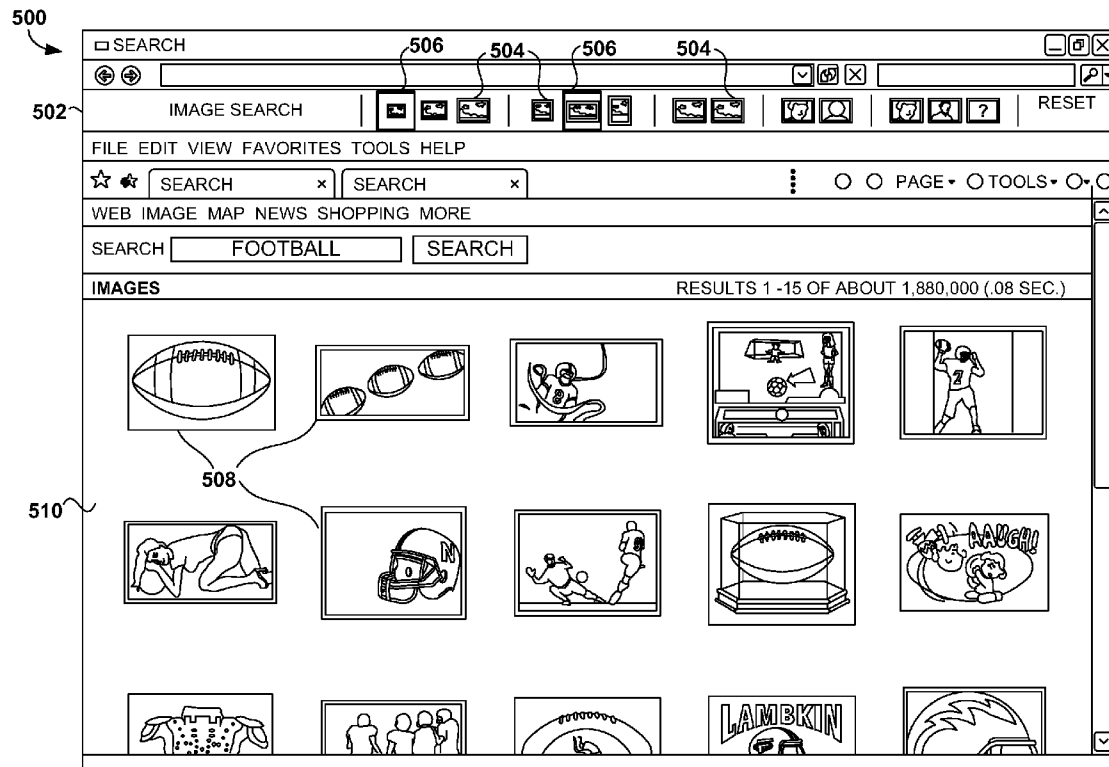 500
SEARCH
506 504 506 504
502 IMAGE SEARCH ? RESET
FILE EDIT VIEW FAVORITES TOOLS HELP
SEARCH x SEARCH x PAGE TOOLS
WEB IMAGE MAP NEWS SHOPPING MORE
SEARCH FOOTBALL SEARCH
IMAGES RESULTS 1 -15 OF ABOUT 1,880,000 (.08 SEC.)
8
7
508
510
N
AAUGH!
LAMBKIN